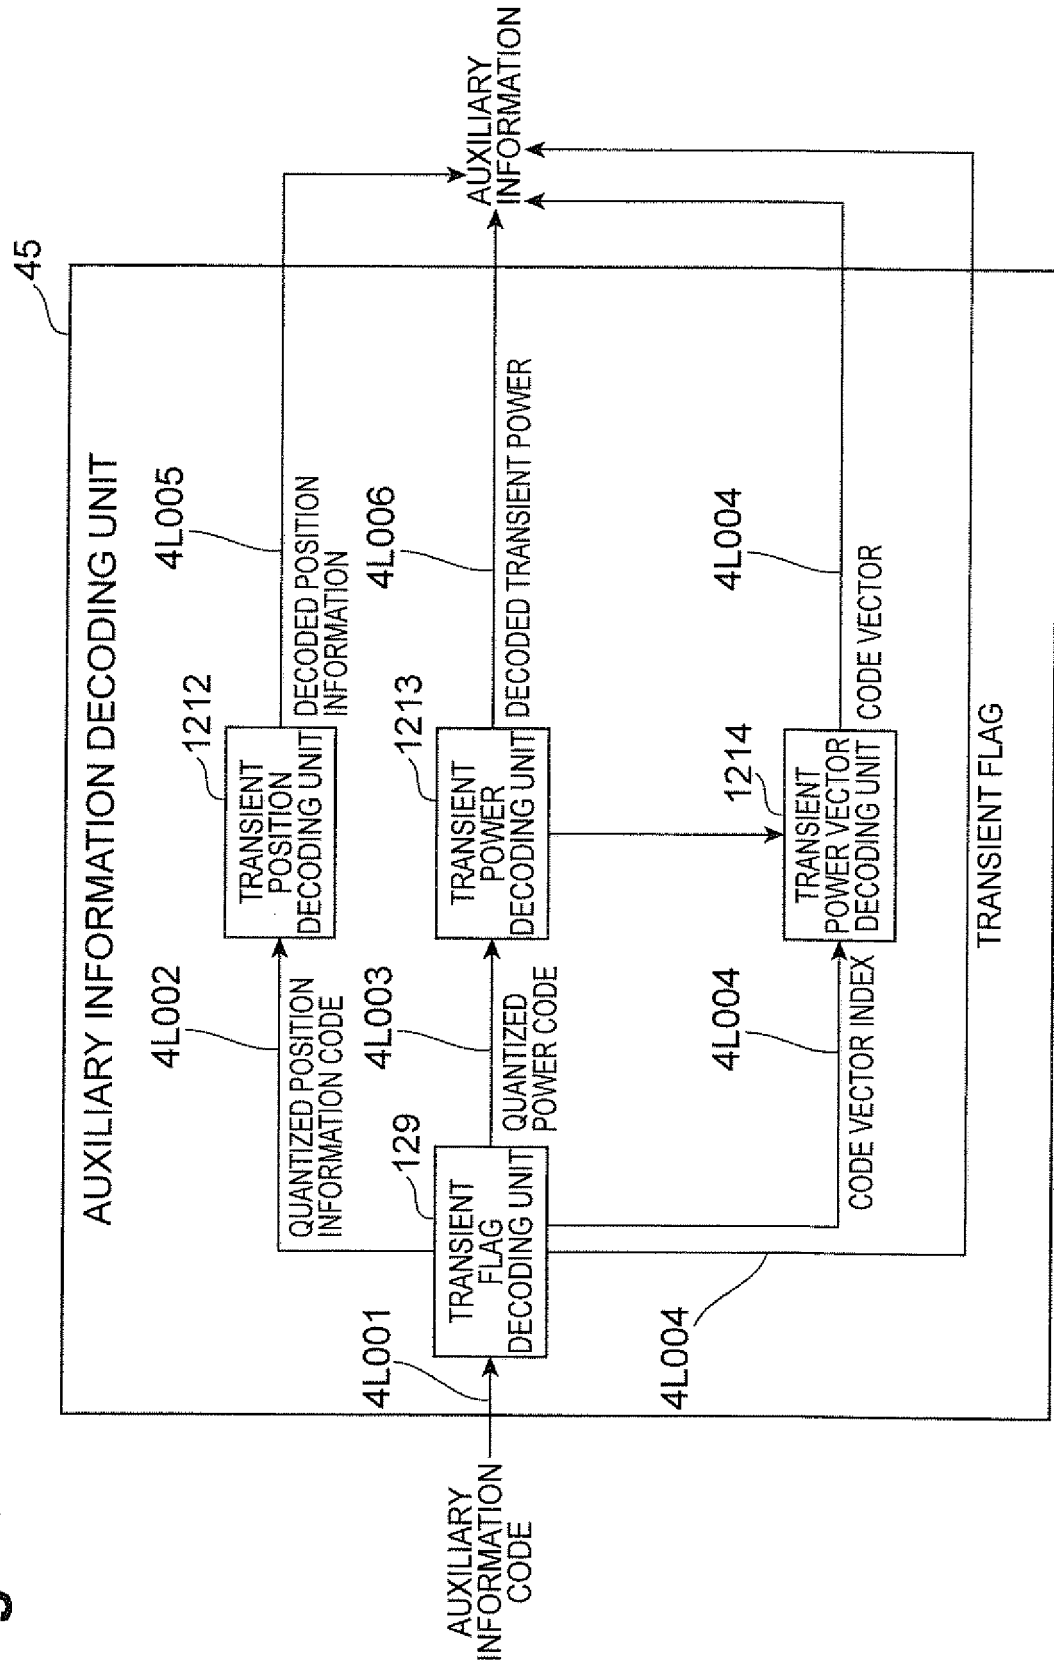 45
AUXILIARY INFORMATION DECODING UNIT
AUXILIARY
INFORMATION
CODE
4L001
129
TRANSIENT
FLAG
DECODING UNIT
4L002
QUANTIZED POSITION
INFORMATION CODE
1212
TRANSIENT
POSITION
DECODING UNIT
4L005
DECODED POSITION
INFORMATION
4L003
QUANTIZED
POWER CODE
1213
TRANSIENT
POWER
DECODING UNIT
4L006
DECODED TRANSIENT POWER
AUXILIARY
INFORMATION
4L004
CODE VECTOR INDEX
1214
TRANSIENT
POWER VECTOR
DECODING UNIT
4L004
CODE VECTOR
4L004
TRANSIENT FLAG